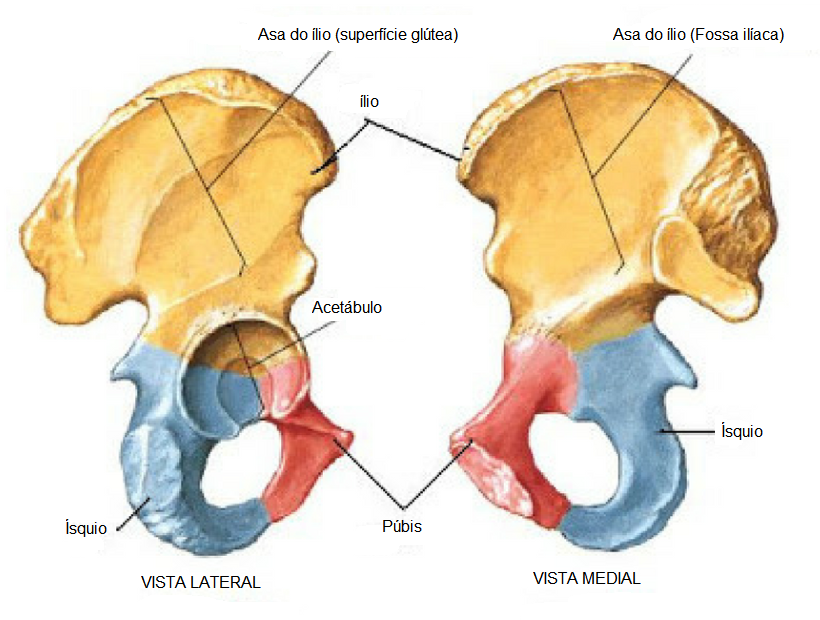 Asa do ílio (superfície glútea)
Asa do ílio (Fossa ilíaca)
ílio
Acetábulo
Ísquio
Púbis
Ísquio
VISTA LATERAL
VISTA MEDIAL